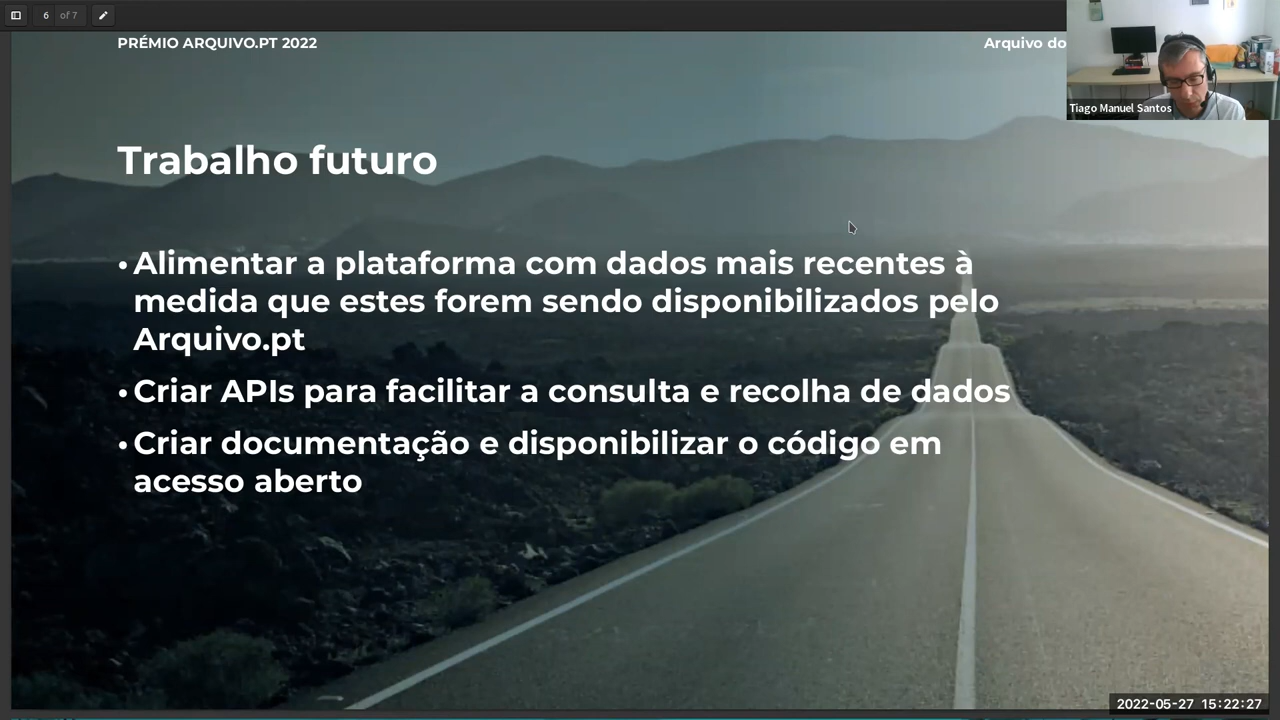 6 of 7
PRÉMIO ARQUIVO.PT 2022
Arquivo do
Tiago Manuel Santos
Trabalho futuro
• Alimentar a plataforma com dados mais recentes à
medida que estes forem sendo disponibilizados pelo
Arquivo.pt
• Criar APIs para facilitar a consulta e recolha de dados
• Criar documentação e disponibilizar o código em
acesso aberto
2022-05-27 15:22:27